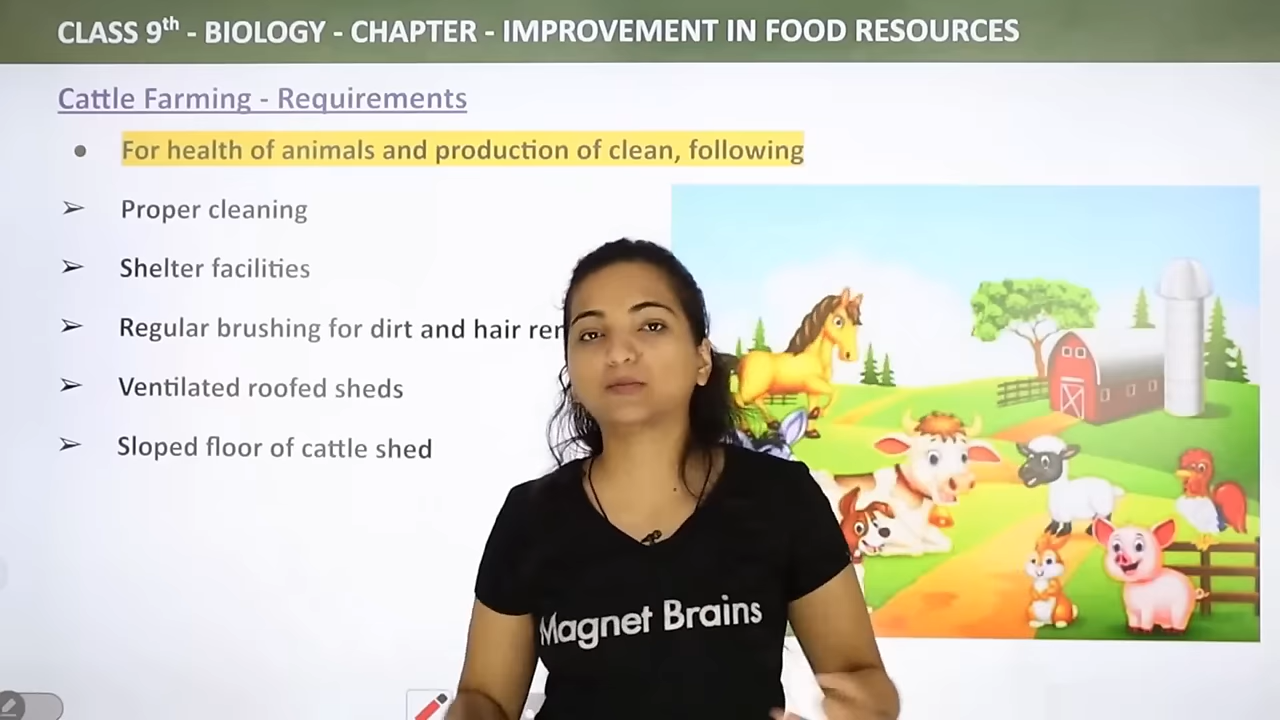 CLASS 9th - BIOLOGY - CHAPTER - IMPROVEMENT IN FOOD RESOURCES
Cattle Farming - Requirements
● For health of animals and production of clean, following
➢ Proper cleaning
➢ Shelter facilities
➢ Regular brushing for dirt and hair
➢ Ventilated roofed sheds
➢ Sloped floor of cattle shed
Magnet Brains